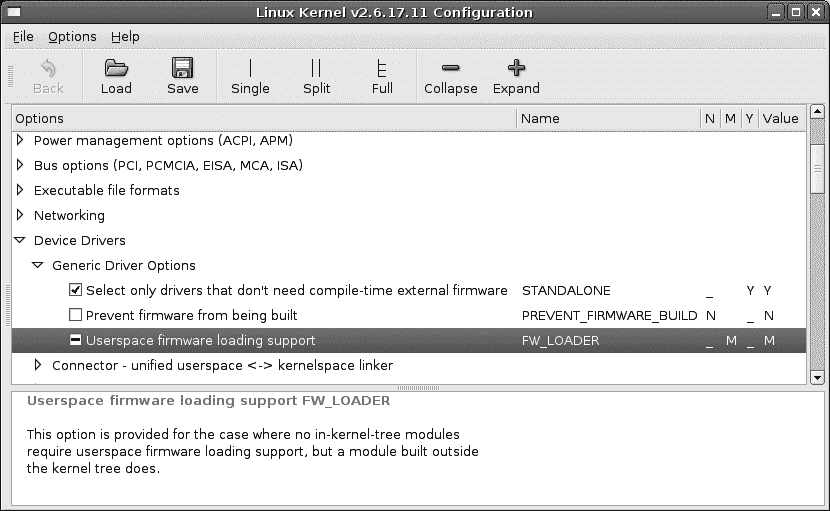 Linux Kernel v2.6.17.11 Configuration
File Options Help
Back Load Save Single Split Full Collapse Expand
Options Name N M Y Value
Power management options (ACPI, APM)
Bus options (PCI, PCMCIA, EISA, MCA, ISA)
Executable file formats
Networking
Device Drivers
Generic Driver Options
Select only drivers that don't need compile-time external firmware STANDALONE _ Y Y
Prevent firmware from being built PREVENT_FIRMWARE_BUILD N _ N
Userspace firmware loading support FW_LOADER _ M _ M
Connector - unified userspace <-> kernelspace linker
Userspace firmware loading support FW_LOADER
This option is provided for the case where no in-kernel-tree modules
require userspace firmware loading support, but a module built outside
the kernel tree does.